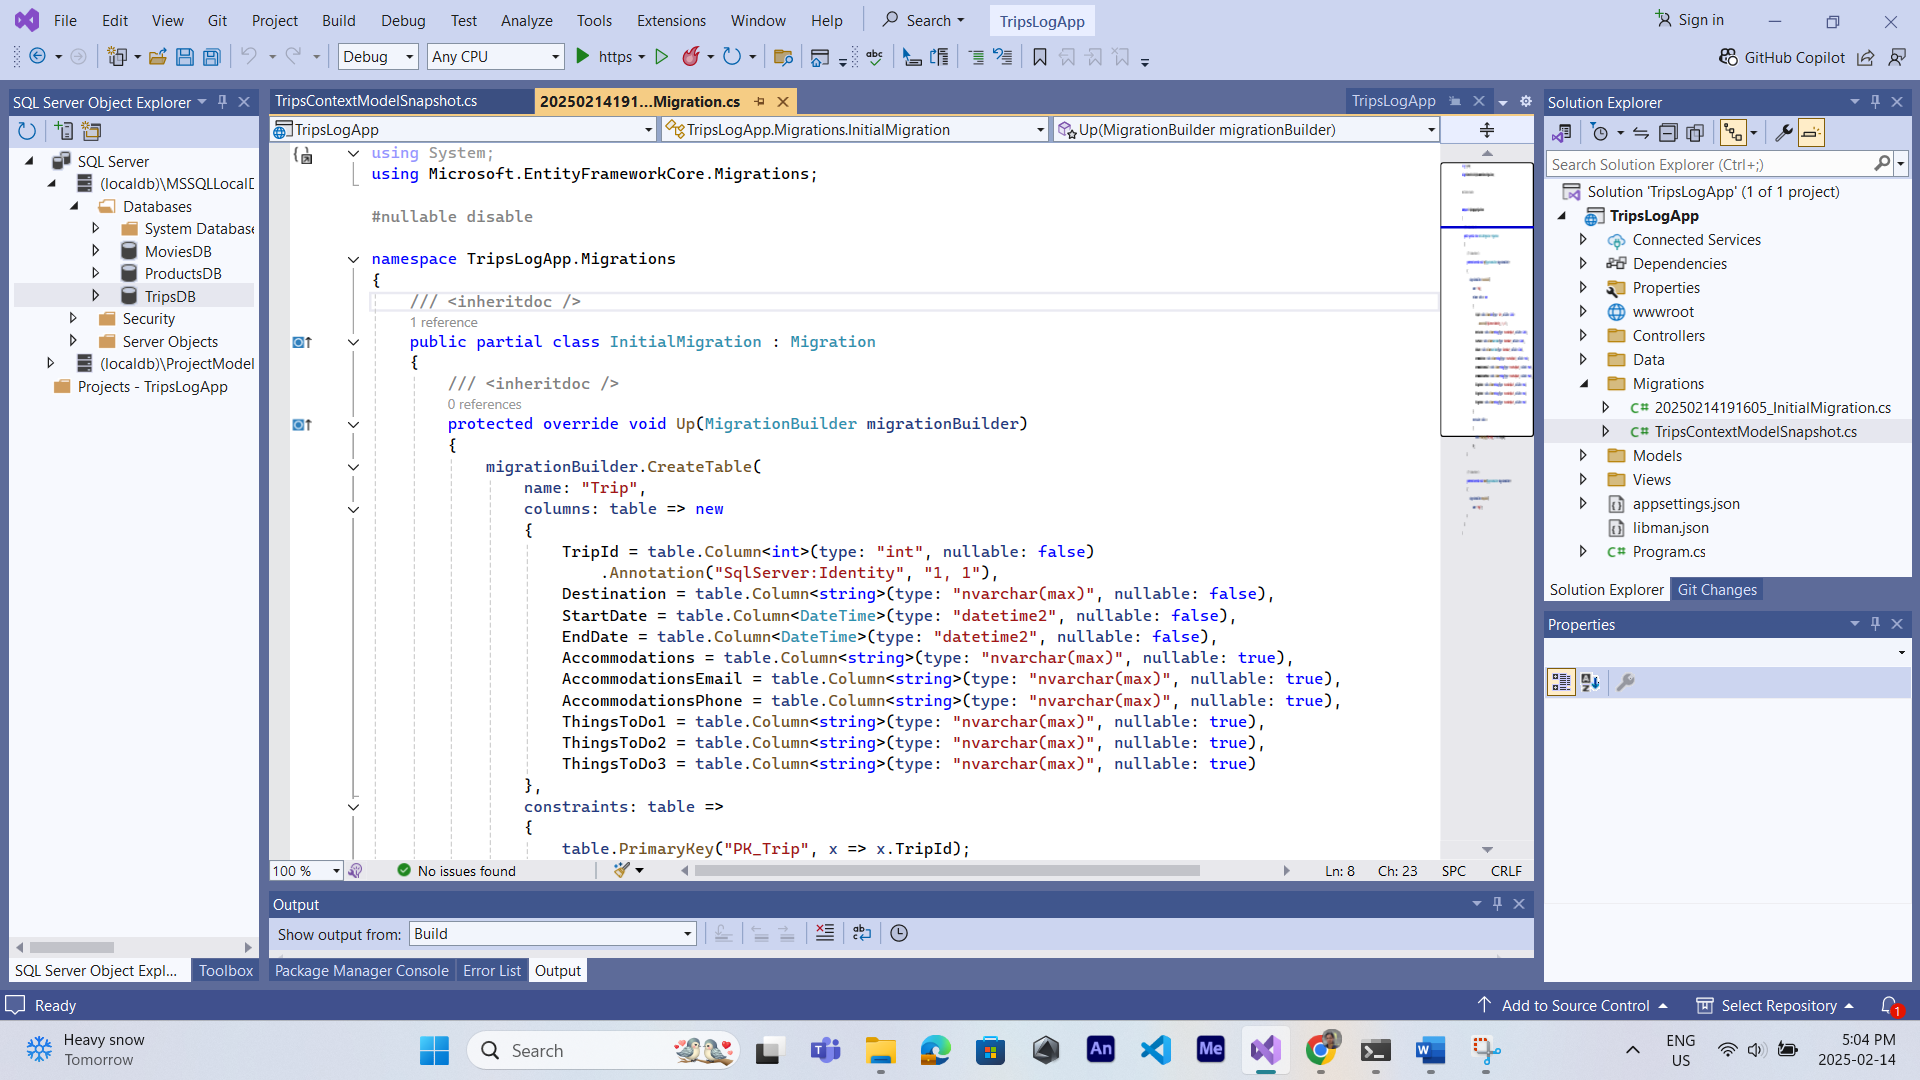 File Edit View Git Project Build Debug Test Analyze Tools Extensions Window Help Search TripsLogApp Sign in
Debug Any CPU https GitHub Copilot
SQL Server Object Explorer
SQL Server
(localdb)\MSSQLLocalD
Databases
System Database
MoviesDB
ProductsDB
TripsDB
Security
Server Objects
(localdb)\ProjectModel
Projects - TripsLogApp
SQL Server Object Expl... Toolbox
TripsContextModelSnapshot.cs 20250214191...Migration.cs TripsLogApp
TripsLogApp TripsLogApp.Migrations.InitialMigration Up(MigrationBuilder migrationBuilder)
using System;
using Microsoft.EntityFrameworkCore.Migrations;
#nullable disable
namespace TripsLogApp.Migrations
{
/// <inheritdoc />
1 reference
public partial class InitialMigration : Migration
{
/// <inheritdoc />
0 references
protected override void Up(MigrationBuilder migrationBuilder)
{
migrationBuilder.CreateTable(
name: "Trip",
columns: table => new
{
TripId = table.Column<int>(type: "int", nullable: false)
.Annotation("SqlServer:Identity", "1, 1"),
Destination = table.Column<string>(type: "nvarchar(max)", nullable: false),
StartDate = table.Column<DateTime>(type: "datetime2", nullable: false),
EndDate = table.Column<DateTime>(type: "datetime2", nullable: false),
Accommodations = table.Column<string>(type: "nvarchar(max)", nullable: true),
AccommodationsEmail = table.Column<string>(type: "nvarchar(max)", nullable: true),
AccommodationsPhone = table.Column<string>(type: "nvarchar(max)", nullable: true),
ThingsToDo1 = table.Column<string>(type: "nvarchar(max)", nullable: true),
ThingsToDo2 = table.Column<string>(type: "nvarchar(max)", nullable: true),
ThingsToDo3 = table.Column<string>(type: "nvarchar(max)", nullable: true)
},
constraints: table =>
{
table.PrimaryKey("PK_Trip", x => x.TripId);
100 % No issues found Ln: 8 Ch: 23 SPC CRLF
Output
Show output from: Build
Package Manager Console Error List Output
Solution Explorer
Search Solution Explorer (Ctrl+;)
Solution 'TripsLogApp' (1 of 1 project)
TripsLogApp
Connected Services
Dependencies
Properties
wwwroot
Controllers
Data
Migrations
C# 20250214191605_InitialMigration.cs
C# TripsContextModelSnapshot.cs
Models
Views
appsettings.json
libman.json
C# Program.cs
Solution Explorer Git Changes
Properties
Ready Add to Source Control Select Repository 1
Heavy snow
Tomorrow
Search
An
Me
ENG
US
5:04 PM
2025-02-14